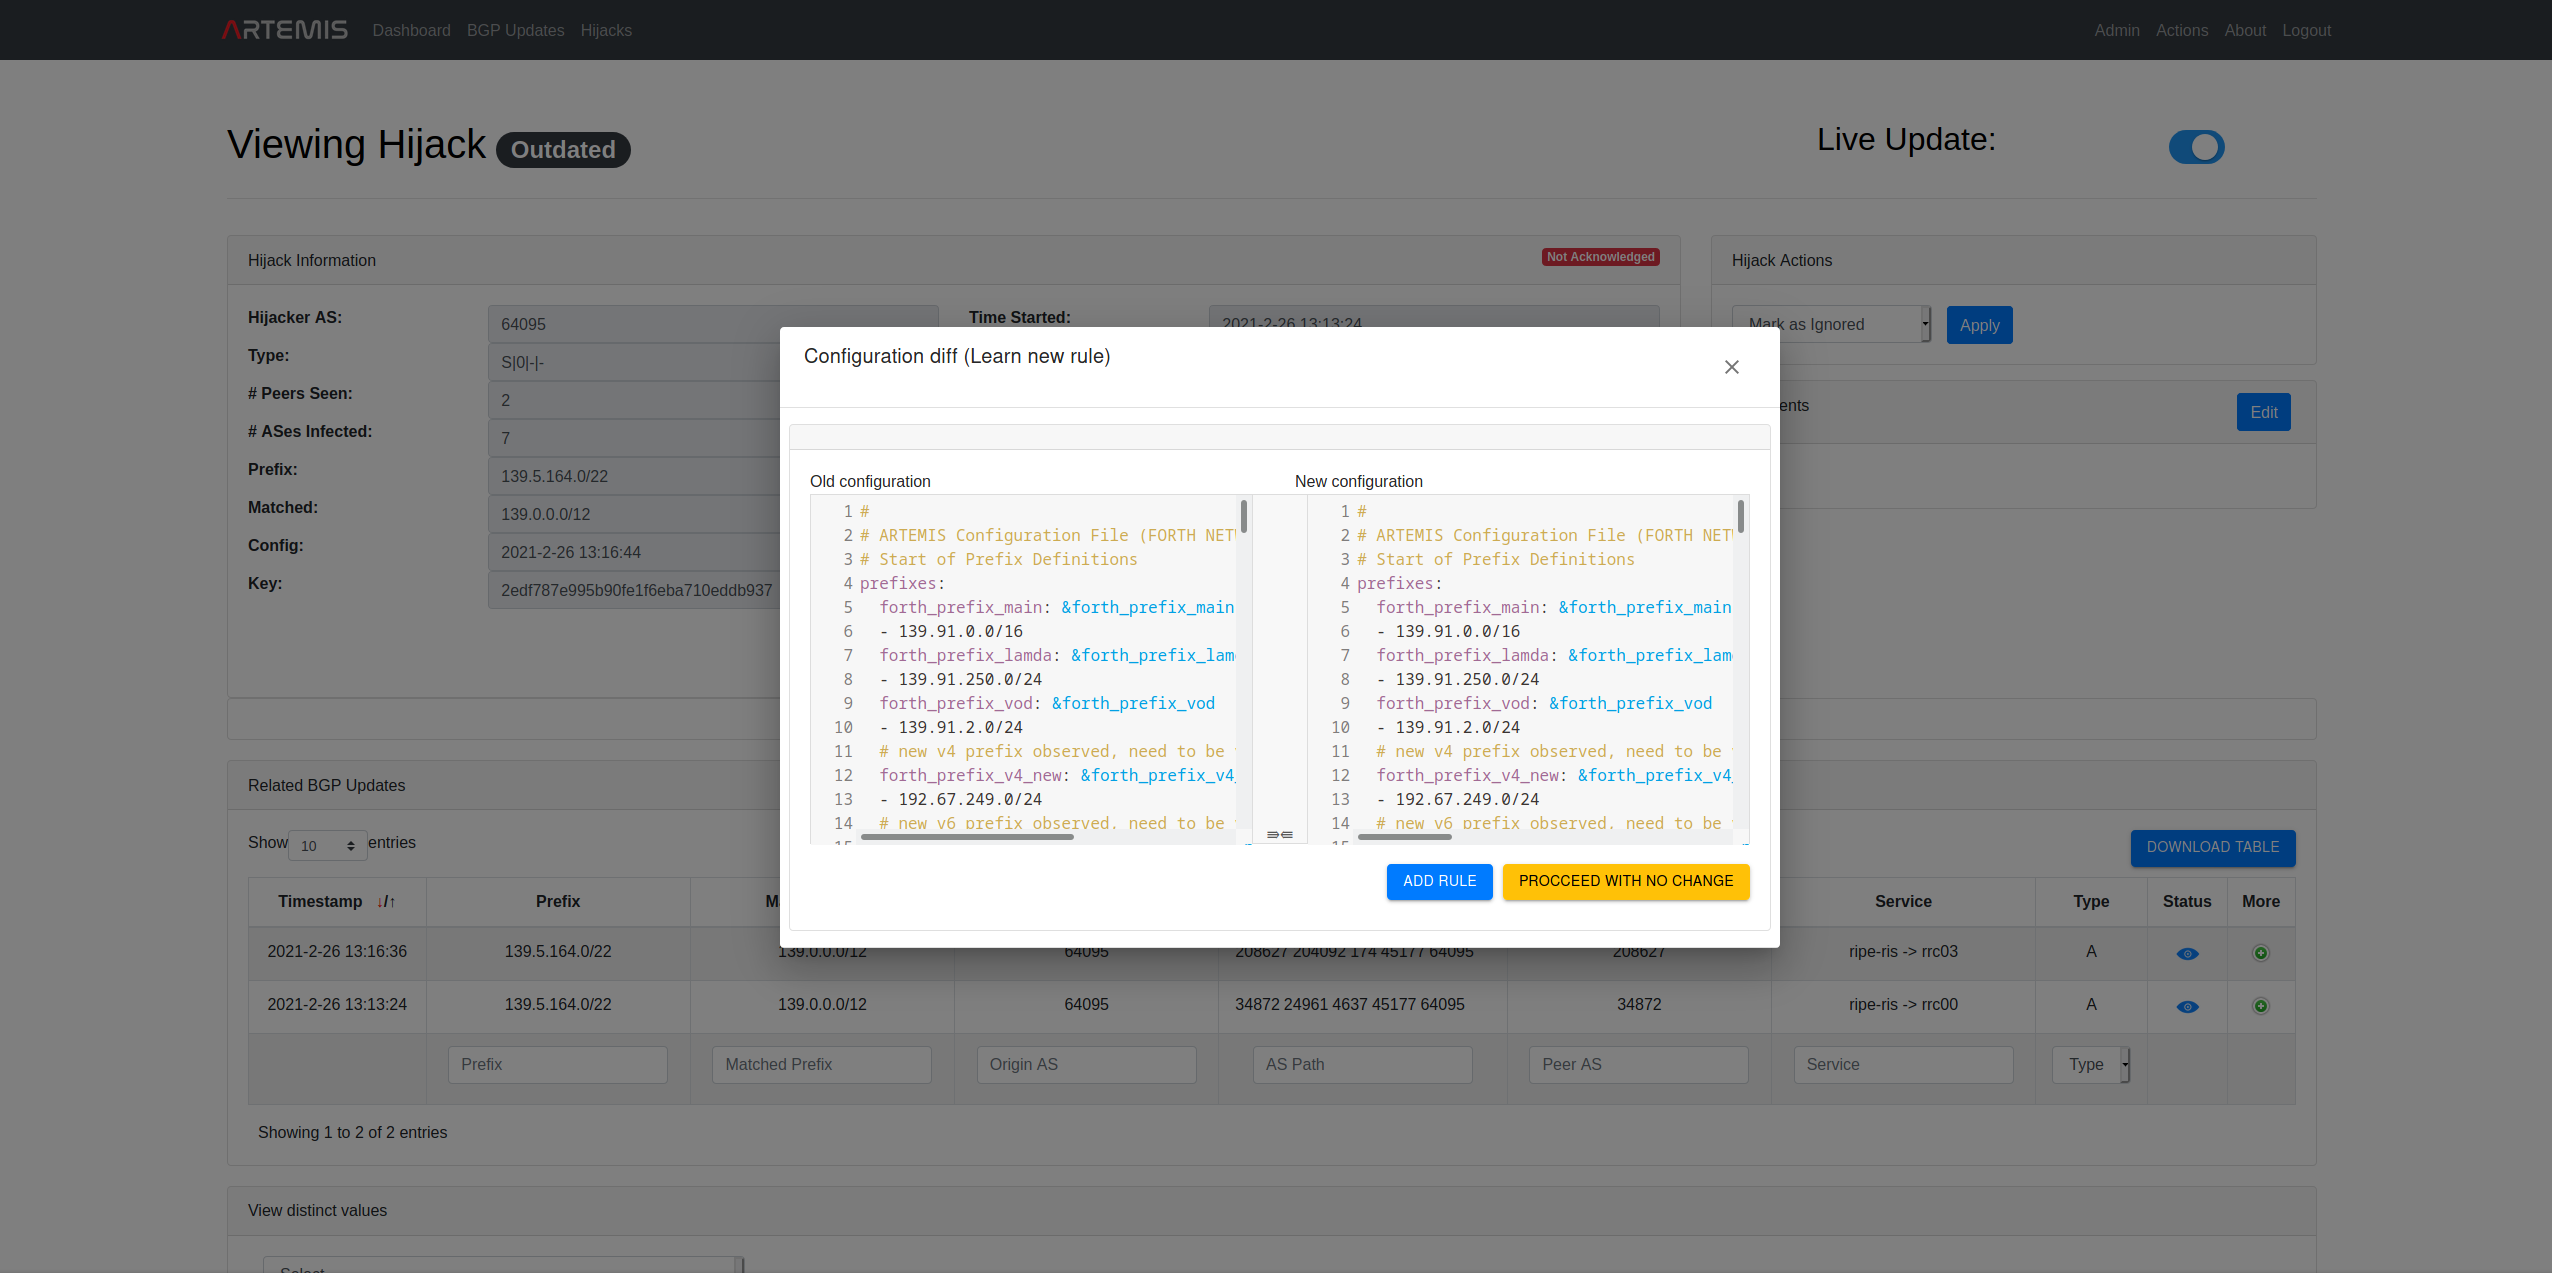 ARTEMIS Dashboard BGP Updates Hijacks Admin Actions About Logout
Viewing Hijack Outdated Live Update:
Hijack Information Not Acknowledged
Hijacker AS: 64095 Time Started: 2021-2-26 13:13:24
Type: S|0|-|-
# Peers Seen: 2
# ASes Infected: 7
Prefix: 139.5.164.0/22
Matched: 139.0.0.0/12
Config: 2021-2-26 13:16:44
Key: 2edf787e995b90fe1f6eba710eddb937
Hijack Actions
Mark as Ignored Apply
ents Edit
Configuration diff (Learn new rule)
Old configuration
1 #
2 # ARTEMIS Configuration File (FORTH NET
3 # Start of Prefix Definitions
4 prefixes:
5 forth_prefix_main: &forth_prefix_main
6 - 139.91.0.0/16
7 forth_prefix_lamda: &forth_prefix_lam
8 - 139.91.250.0/24
9 forth_prefix_vod: &forth_prefix_vod
10 - 139.91.2.0/24
11 # new v4 prefix observed, need to be
12 forth_prefix_v4_new: &forth_prefix_v4_
13 - 192.67.249.0/24
14 # new v6 prefix observed, need to be
15
New configuration
1 #
2 # ARTEMIS Configuration File (FORTH NET
3 # Start of Prefix Definitions
4 prefixes:
5 forth_prefix_main: &forth_prefix_main
6 - 139.91.0.0/16
7 forth_prefix_lamda: &forth_prefix_lam
8 - 139.91.250.0/24
9 forth_prefix_vod: &forth_prefix_vod
10 - 139.91.2.0/24
11 # new v4 prefix observed, need to be
12 forth_prefix_v4_new: &forth_prefix_v4_
13 - 192.67.249.0/24
14 # new v6 prefix observed, need to be
15
ADD RULE PROCCEED WITH NO CHANGE
Related BGP Updates
Show 10 entries DOWNLOAD TABLE
Timestamp ↓/↑ Prefix M Service Type Status More
2021-2-26 13:16:36 139.5.164.0/22 139.0.0.0/12 64095 208627 204092 174 45177 64095 208627 ripe-ris -> rrc03 A
2021-2-26 13:13:24 139.5.164.0/22 139.0.0.0/12 64095 34872 24961 4637 45177 64095 34872 ripe-ris -> rrc00 A
Prefix Matched Prefix Origin AS AS Path Peer AS Service Type
Showing 1 to 2 of 2 entries
View distinct values
Select